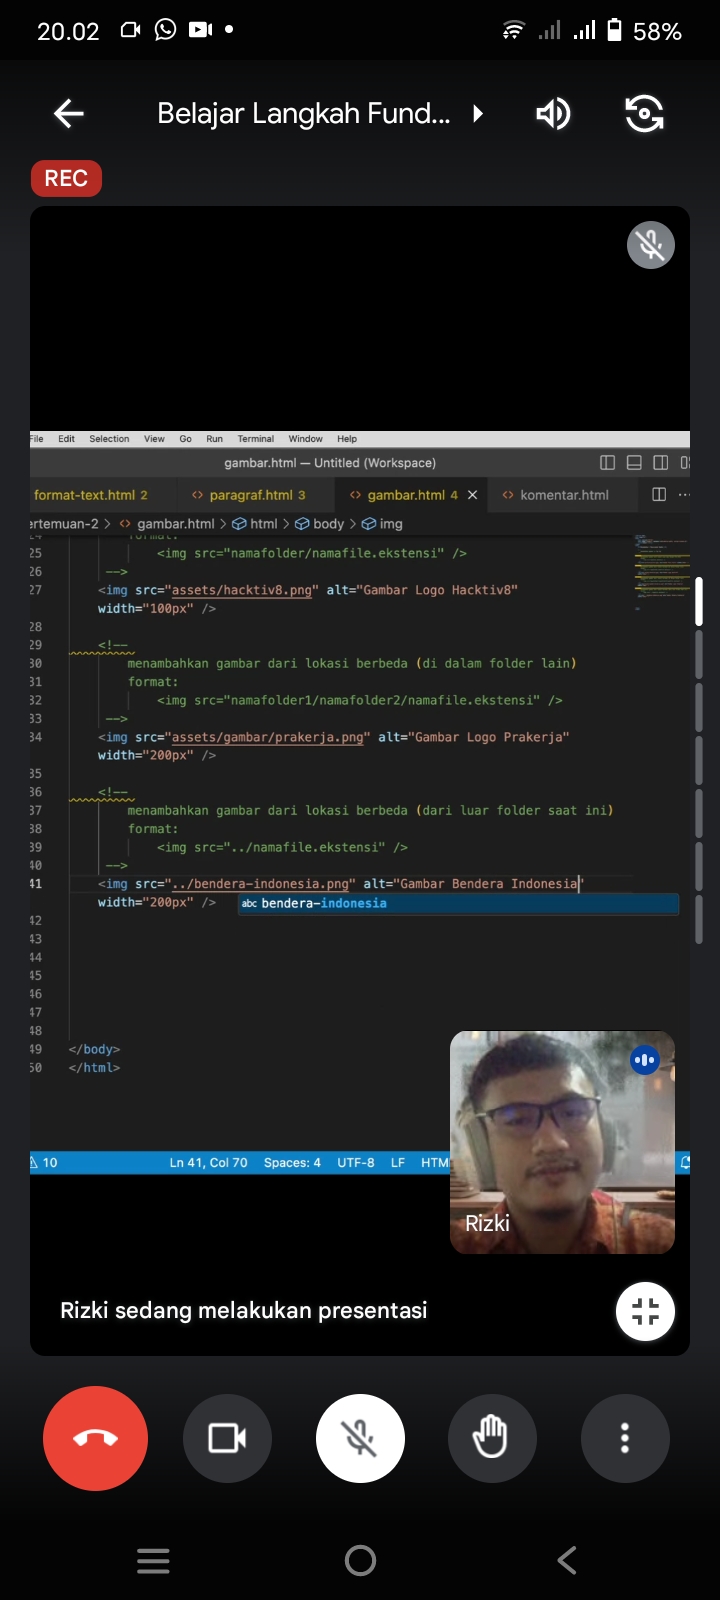 20.02
58%
Belajar Langkah Fund...
REC
File Edit Selection View Go Run Terminal Window Help
gambar.html — Untitled (Workspace)
format-text.html 2 <> paragraf.html 3 <> gambar.html 4 × <> komentar.html
ertemuan-2 > <> gambar.html > html > body > img
format:
25 <img src="namafolder/namafile.ekstensi" />
26 -->
27 <img src="assets/hacktiv8.png" alt="Gambar Logo Hacktiv8"
width="100px" />
28
29 <!--
30 menambahkan gambar dari lokasi berbeda (di dalam folder lain)
31 format:
32 <img src="namafolder1/namafolder2/namafile.ekstensi" />
33 -->
34 <img src="assets/gambar/prakerja.png" alt="Gambar Logo Prakerja"
width="200px" />
35
36 <!--
37 menambahkan gambar dari lokasi berbeda (dari luar folder saat ini)
38 format:
39 <img src="../namafile.ekstensi" />
40 -->
41 <img src="../bendera-indonesia.png" alt="Gambar Bendera Indonesia"
width="200px" /> abc bendera-indonesia
42
43
44
45
46
47
48
49 </body>
50 </html>
10 Ln 41, Col 70 Spaces: 4 UTF-8 LF HTM
Rizki
Rizki sedang melakukan presentasi